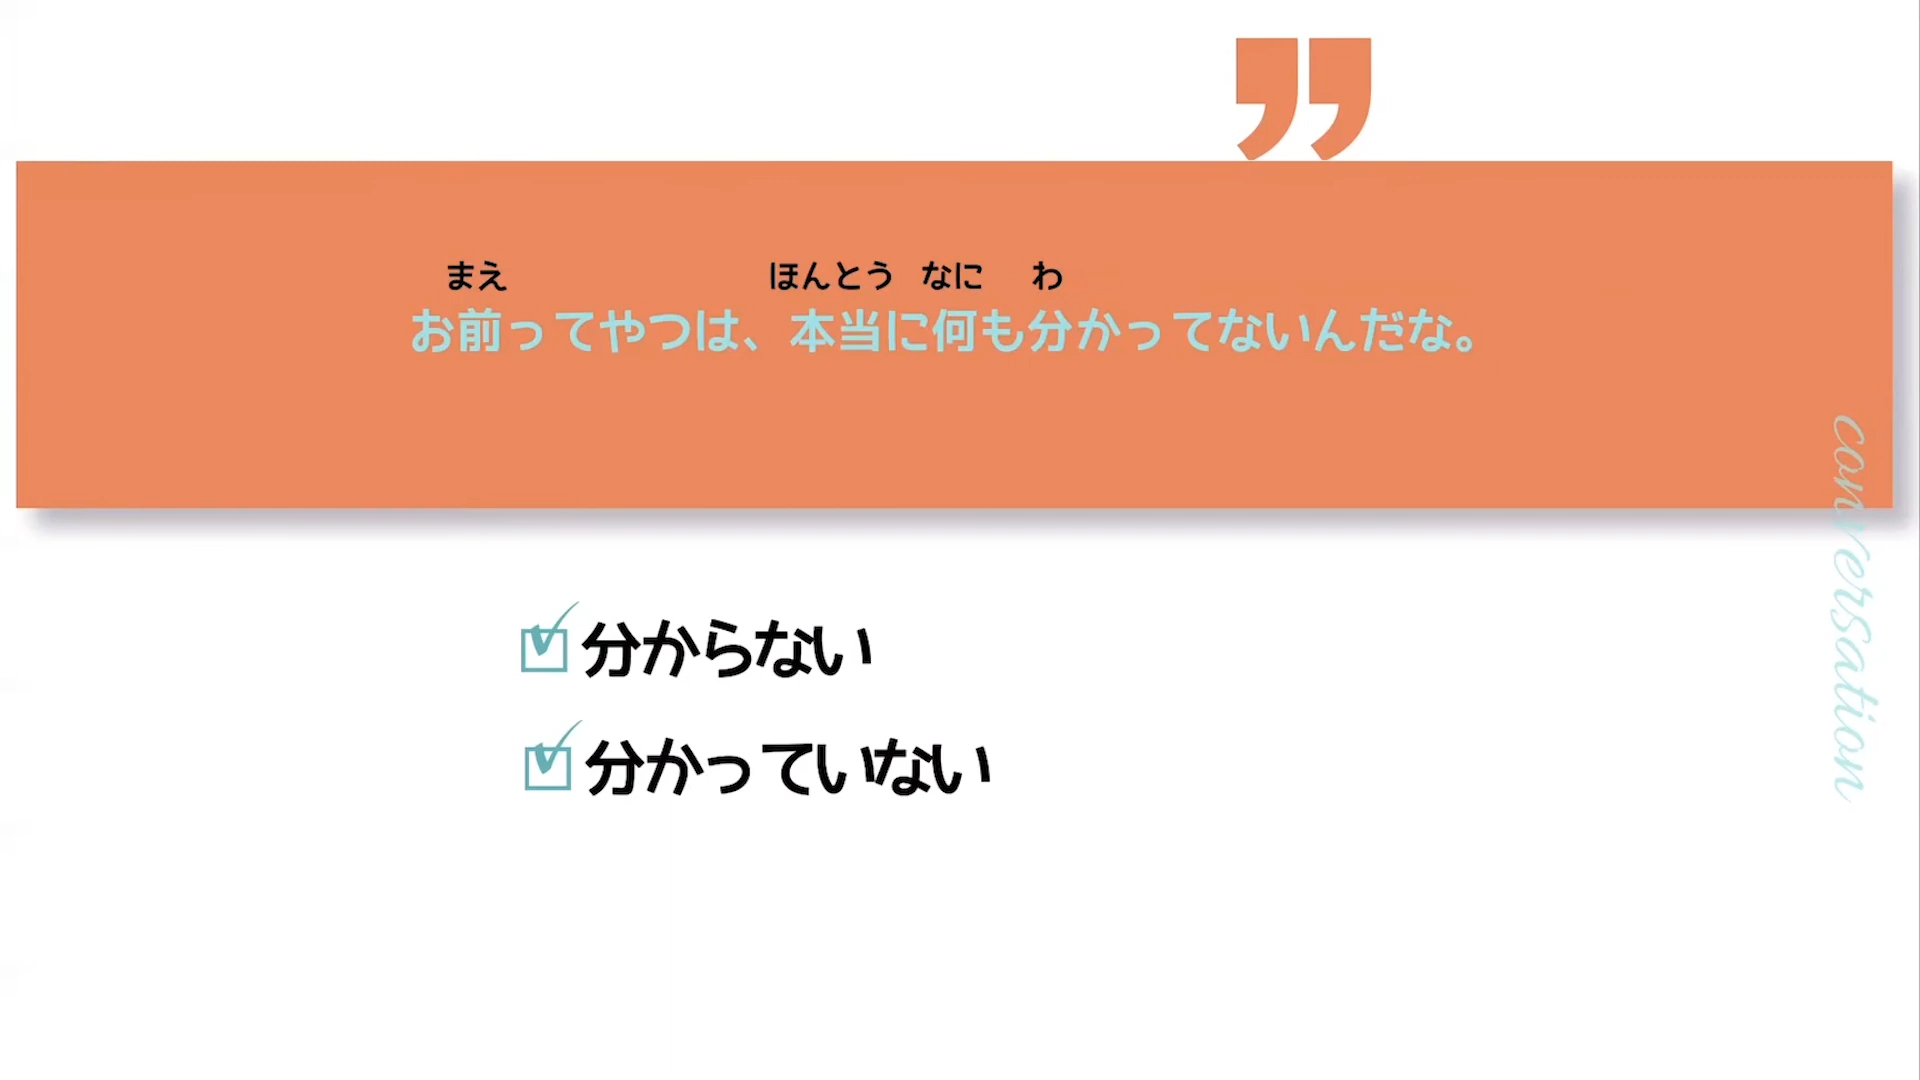 ”
まえ ほんとう なに わ
お前ってやつは、本当に何も分かってないんだな。
conversation
分からない
分かっていない